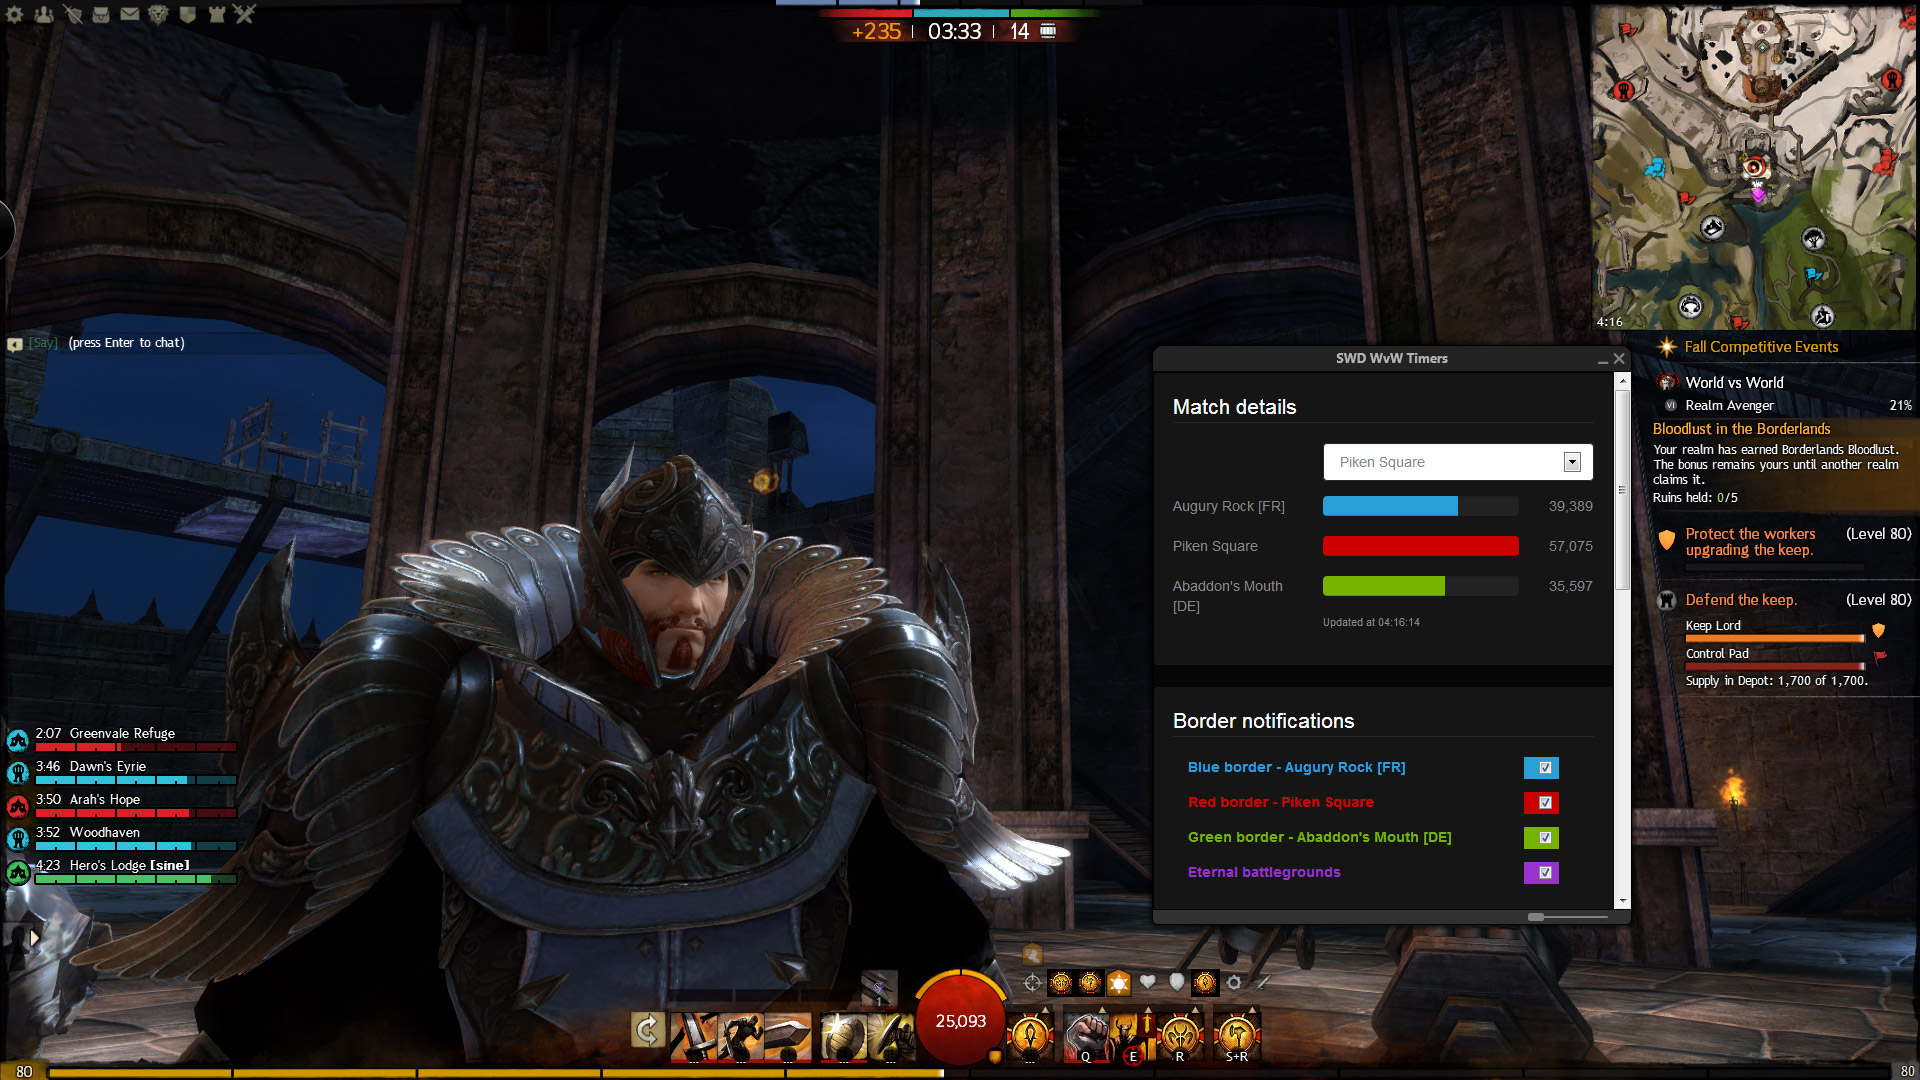 +235 | 03:33 | 14
4:16
[Say] (press Enter to chat)
Fall Competitive Events
World vs World
VI Realm Avenger 21%
Bloodlust in the Borderlands
Your realm has earned Borderlands Bloodlust.
The bonus remains yours until another realm
claims it.
Ruins held: 0/5
Protect the workers (Level 80)
upgrading the keep.
Defend the keep. (Level 80)
Keep Lord
Control Pad
Supply in Depot: 1,700 of 1,700.
SWD WvW Timers
Match details
Piken Square
Augury Rock [FR] 39,389
Piken Square 57,075
Abaddon's Mouth 35,597
[DE]
Updated at 04:16:14
Border notifications
Blue border - Augury Rock [FR]
Red border - Piken Square
Green border - Abaddon's Mouth [DE]
Eternal battlegrounds
2:07 Greenvale Refuge
3:46 Dawn's Eyrie
3:50 Arah's Hope
3:52 Woodhaven
4:23 Hero's Lodge [sine]
1
25,093
... ... ... ... ... ... Q E R S+R
80 80